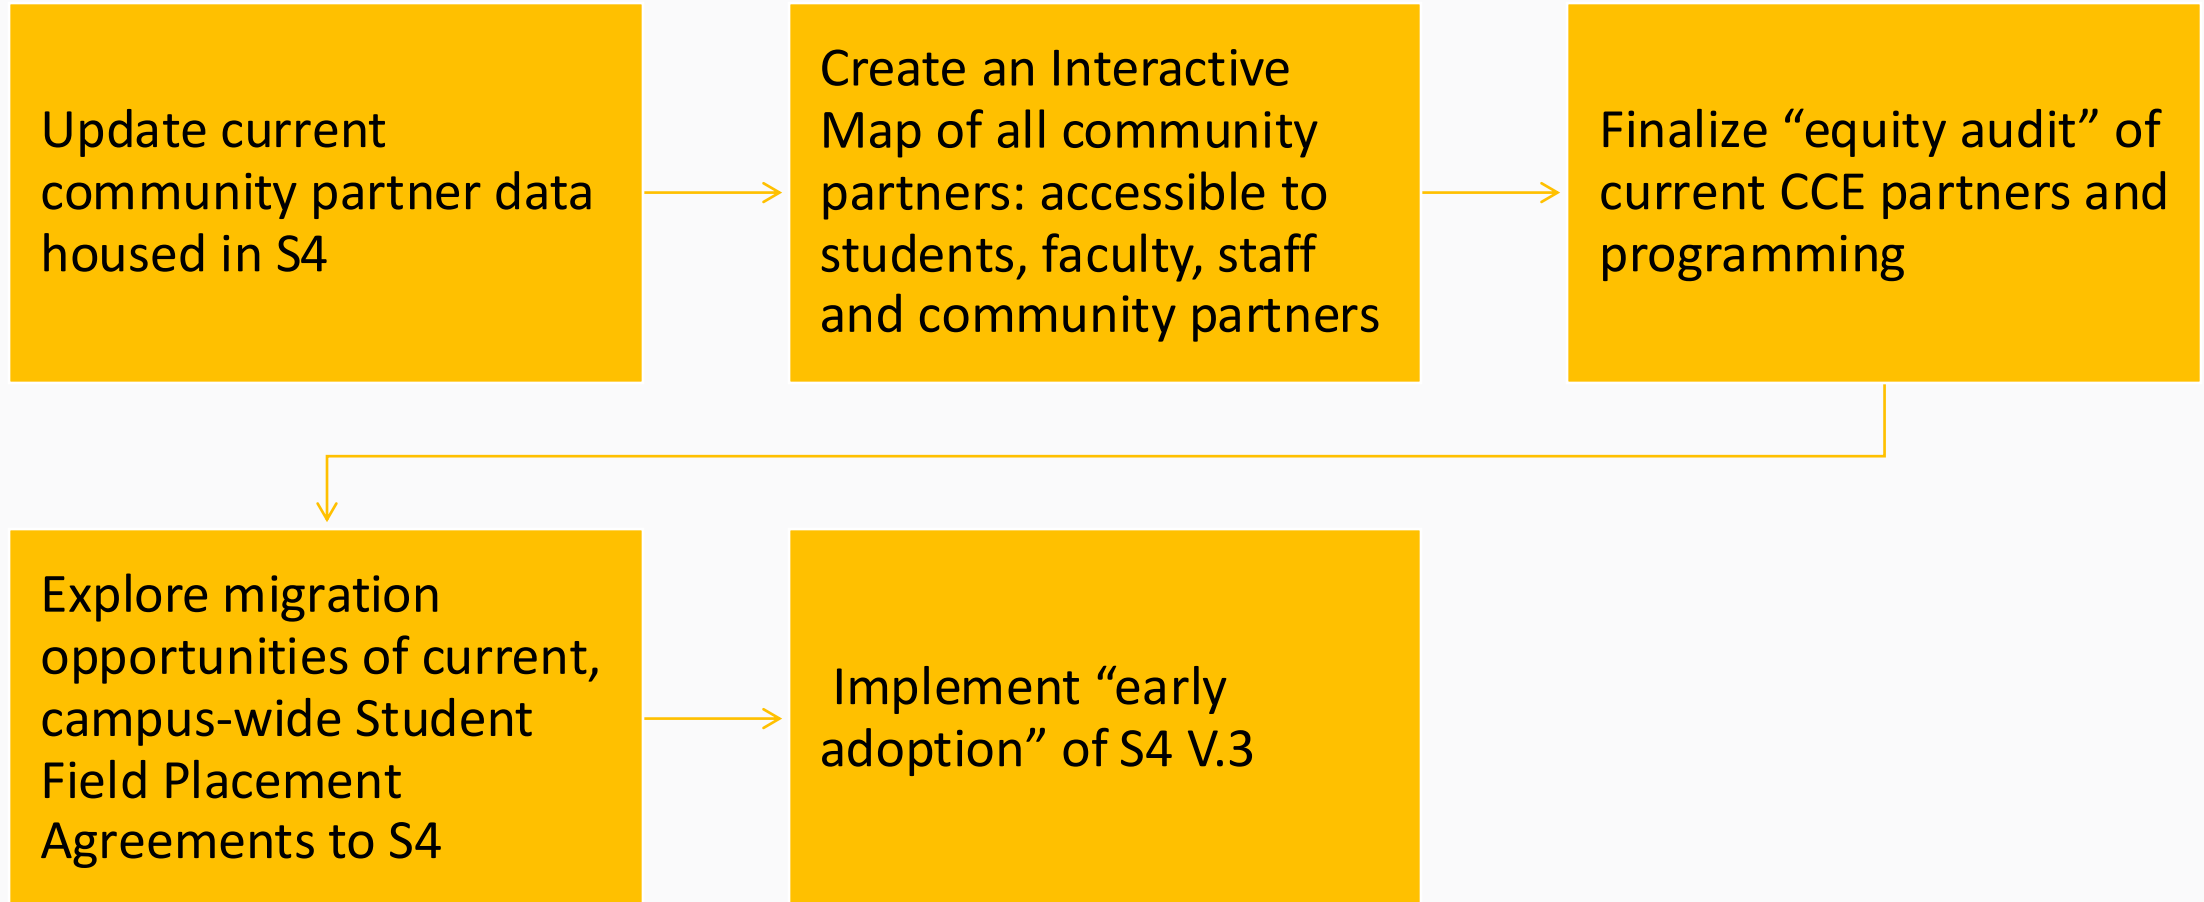 Update current
community partner data
housed in S4
Create an Interactive
Map of all community
partners: accessible to
students, faculty, staff
and community partners
Finalize “equity audit” of
current CCE partners and
programming
Explore migration
opportunities of current,
campus-wide Student
Field Placement
Agreements to S4
Implement “early
adoption” of S4 V.3